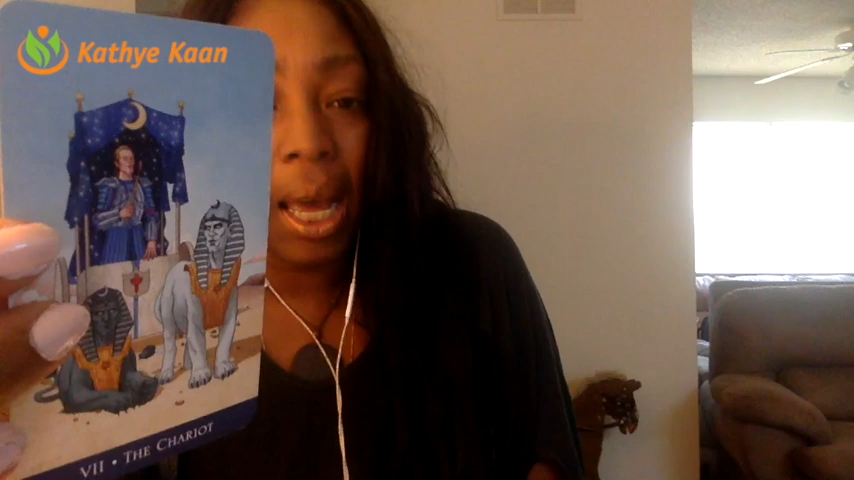 Kathye Kaan
VII • THE CHARIOT